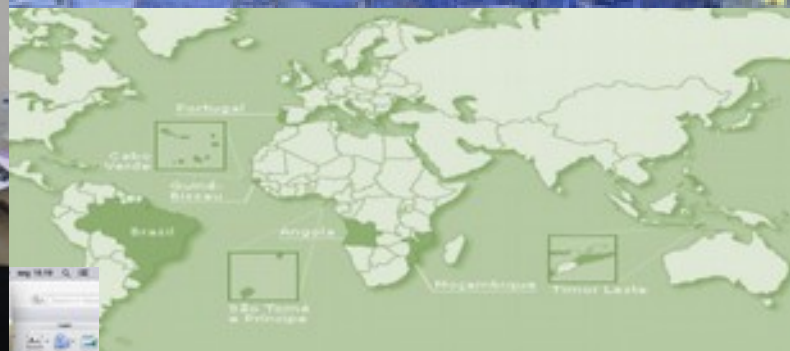 Portugal
Cabo
Verde
Guiné-
Bissau
Brasil
Angola
São Tomé
e Príncipe
Moçambique
Timor Leste